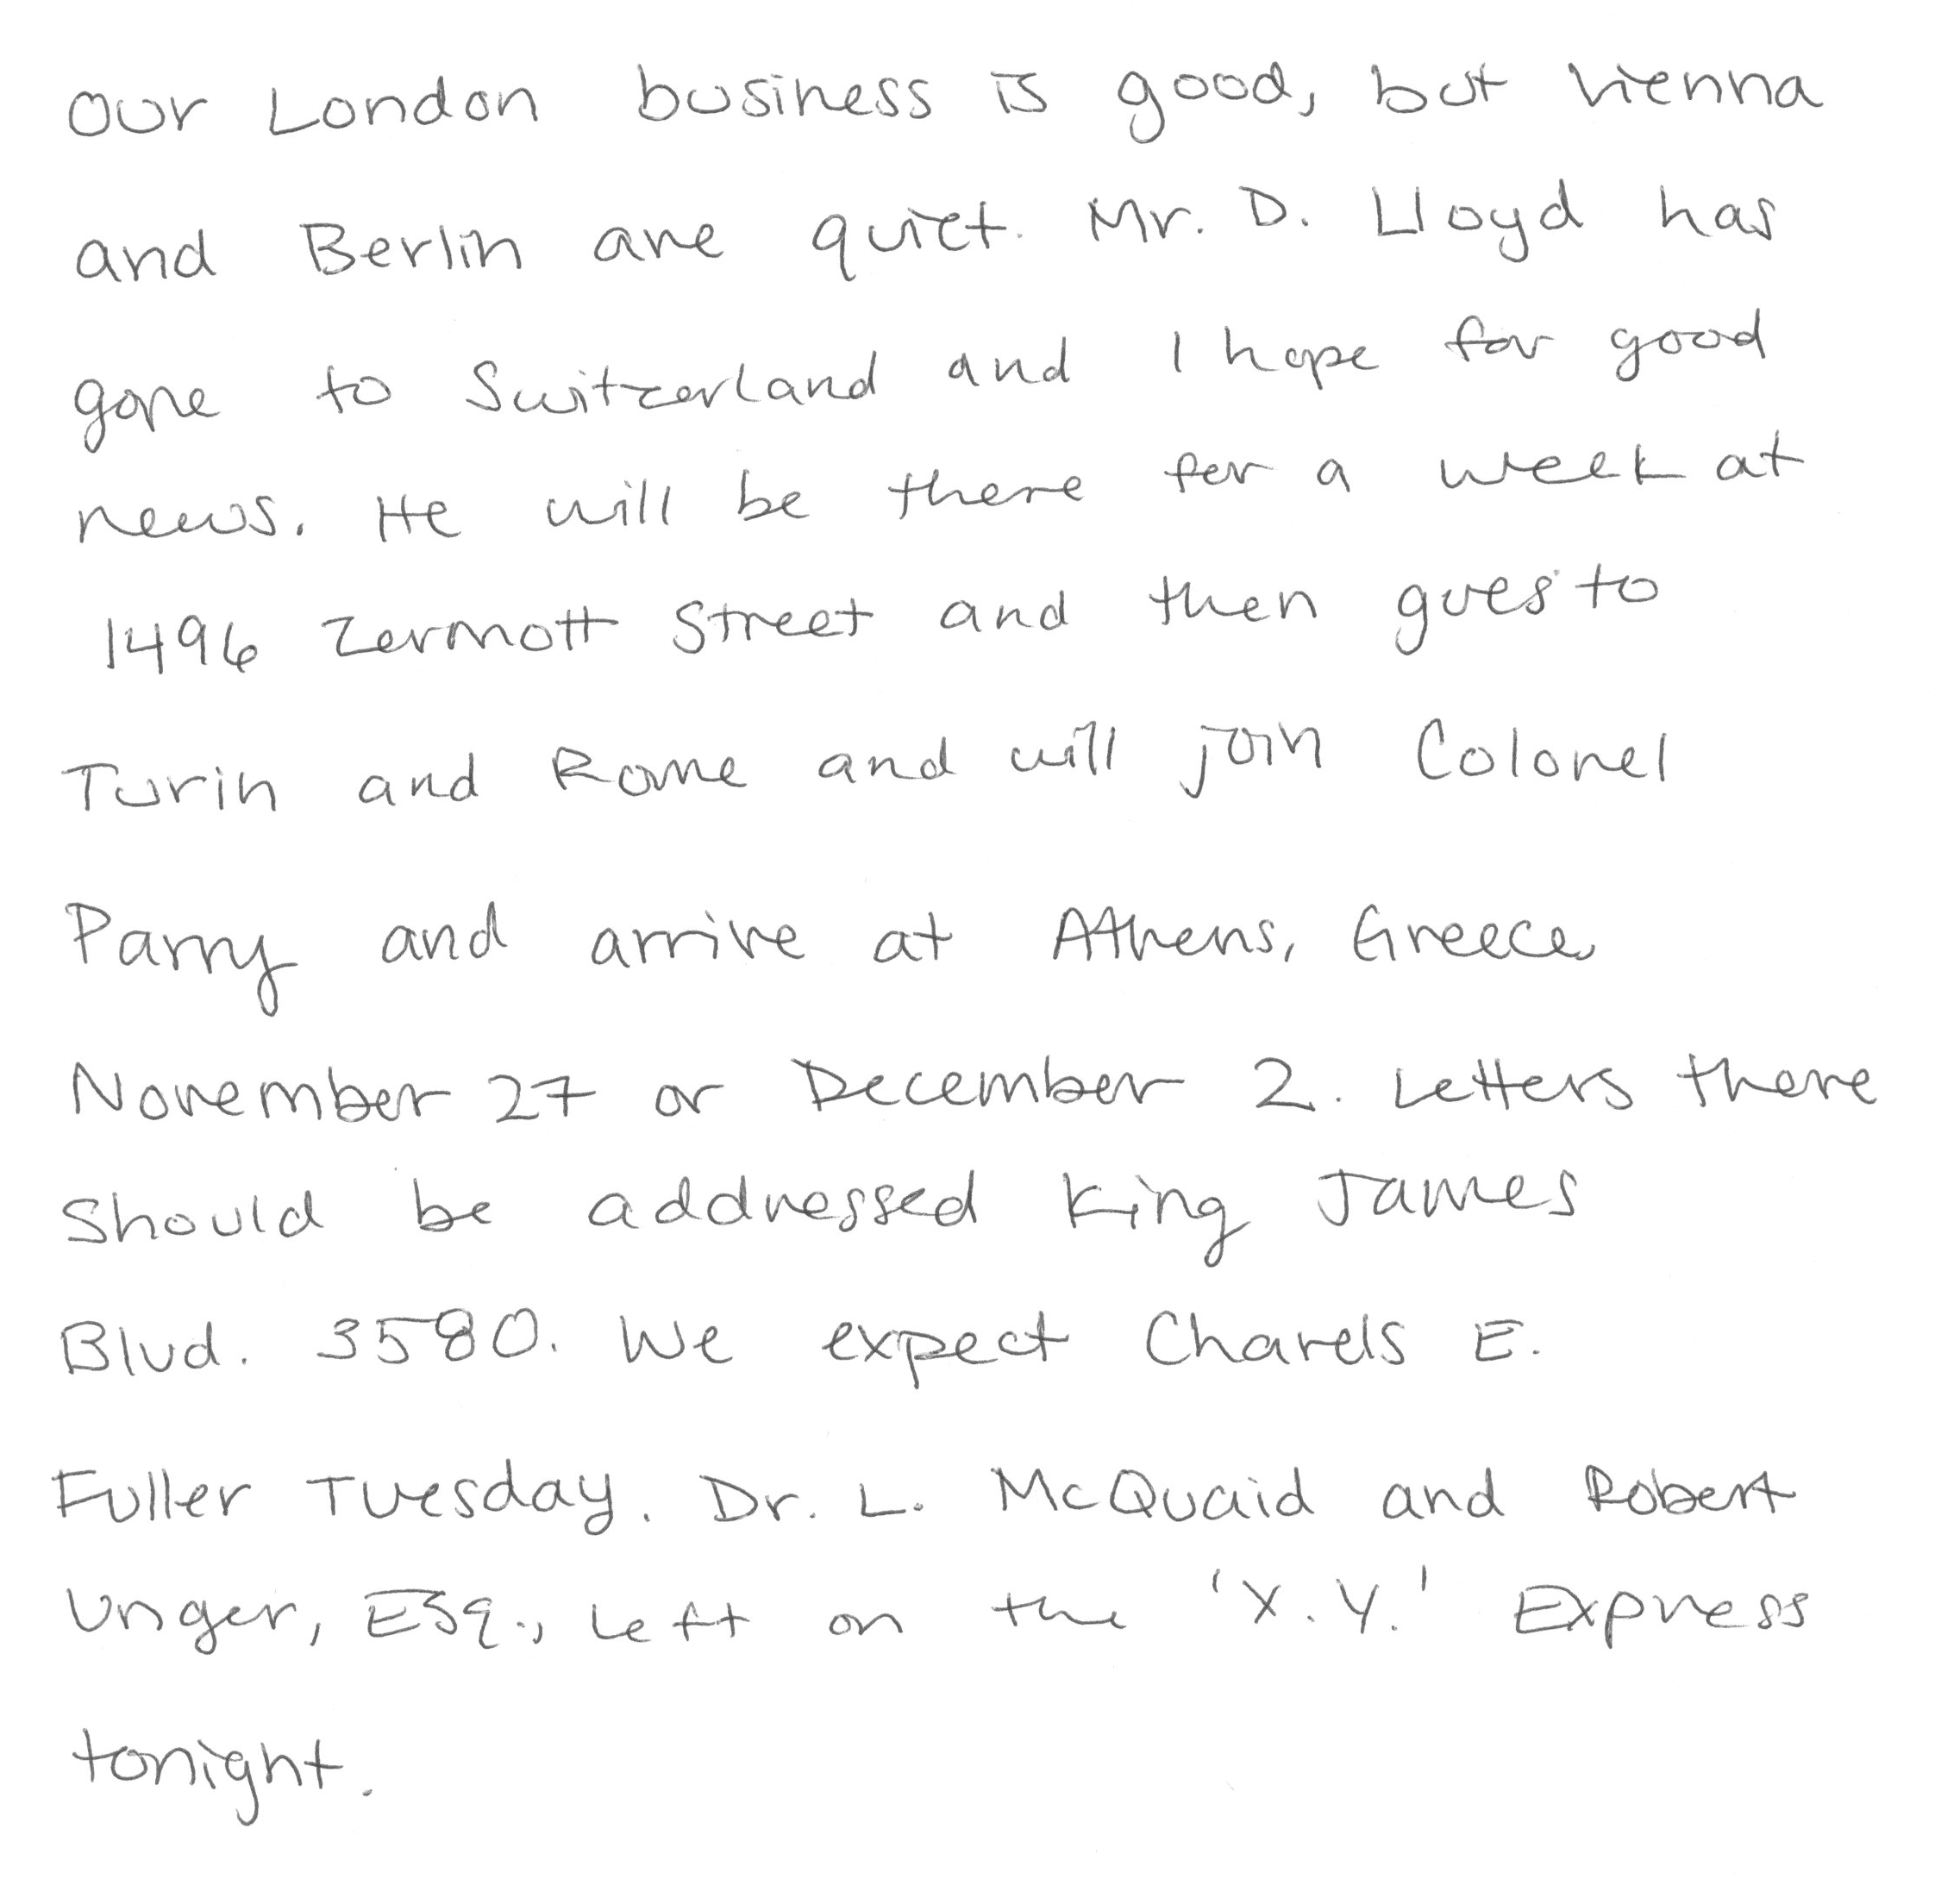 Our London business is good, but Vienna
and Berlin are quiet. Mr. D. Lloyd has
gone to Switzerland and I hope for good
news. He will be there for a week at
1496 Zermott Street and then goes to
Turin and Rome and will join Colonel
Parry and arrive at Athens, Greece,
November 27 or December 2. Letters there
should be addressed King James
Blvd. 3580. We expect Charels E.
Fuller Tuesday. Dr. L. McQuaid and Robert
Unger, Esq., left on the 'X.Y.' Express
tonight.